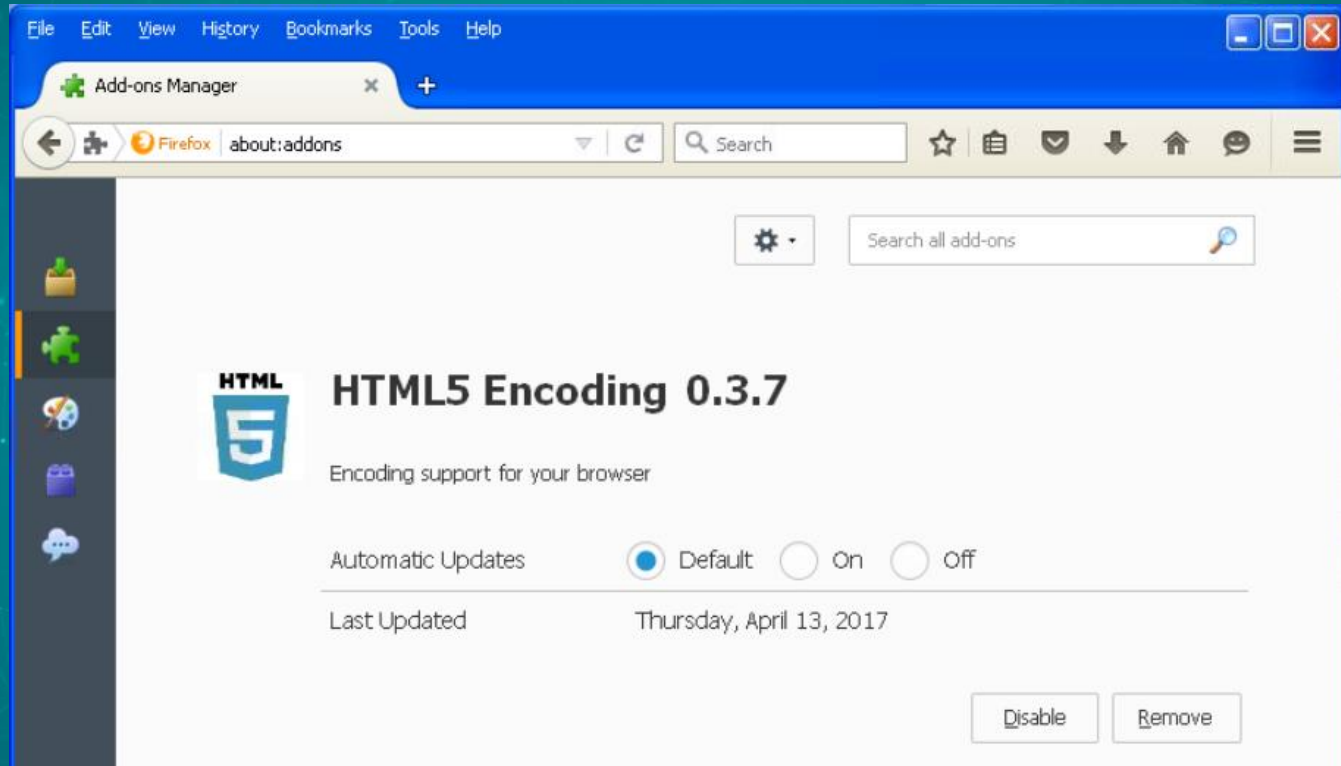 File Edit View History Bookmarks Tools Help
Add-ons Manager
Firefox about:addons Search
Search all add-ons
HTML
5
HTML5 Encoding 0.3.7
Encoding support for your browser
Automatic Updates Default On Off
Last Updated Thursday, April 13, 2017
Disable Remove